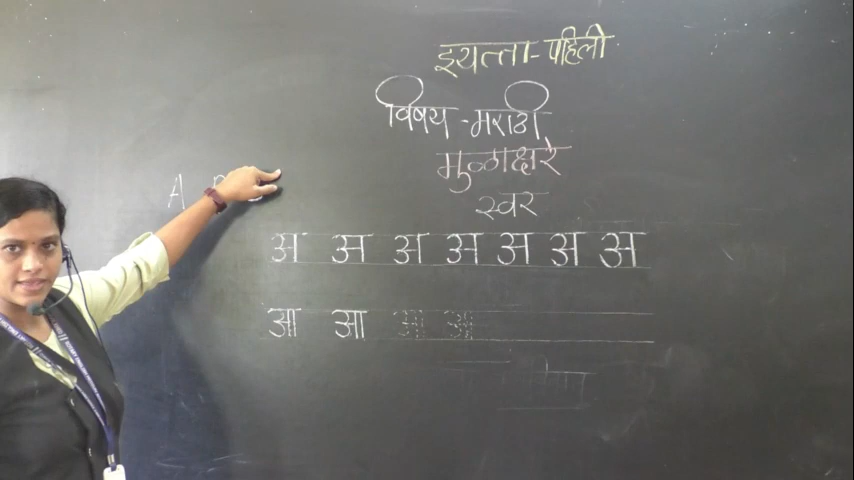 इयत्ता-पहिली
विषय-मराठी
मुळाक्षरे
स्वर
A B
अ अ अ अ अ अ अ
आ आ आ आ